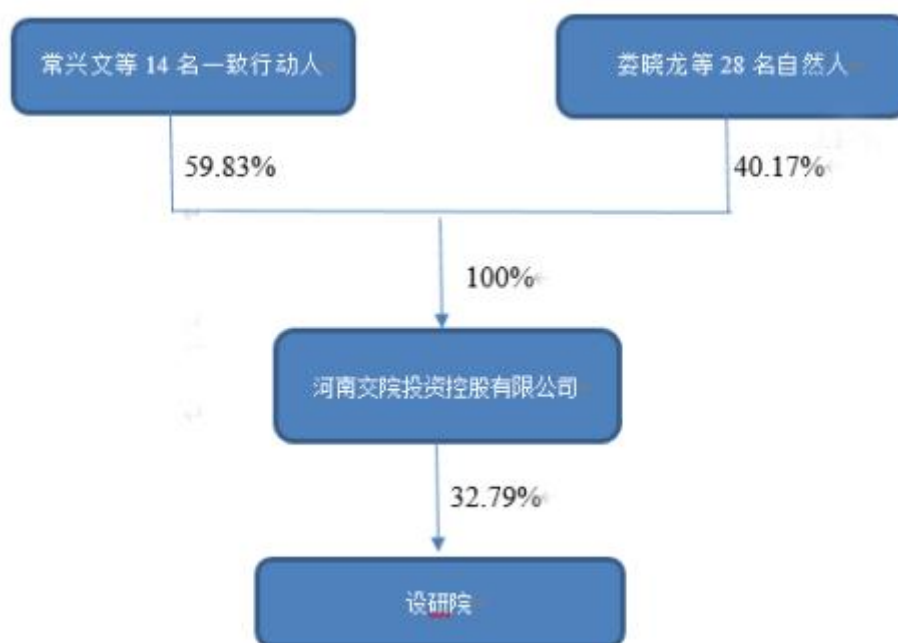 常兴文等 14 名一致行动人
娄晓龙等 28 名自然人
59.83%
40.17%
100%
河南交院投资控股有限公司
32.79%
设研院